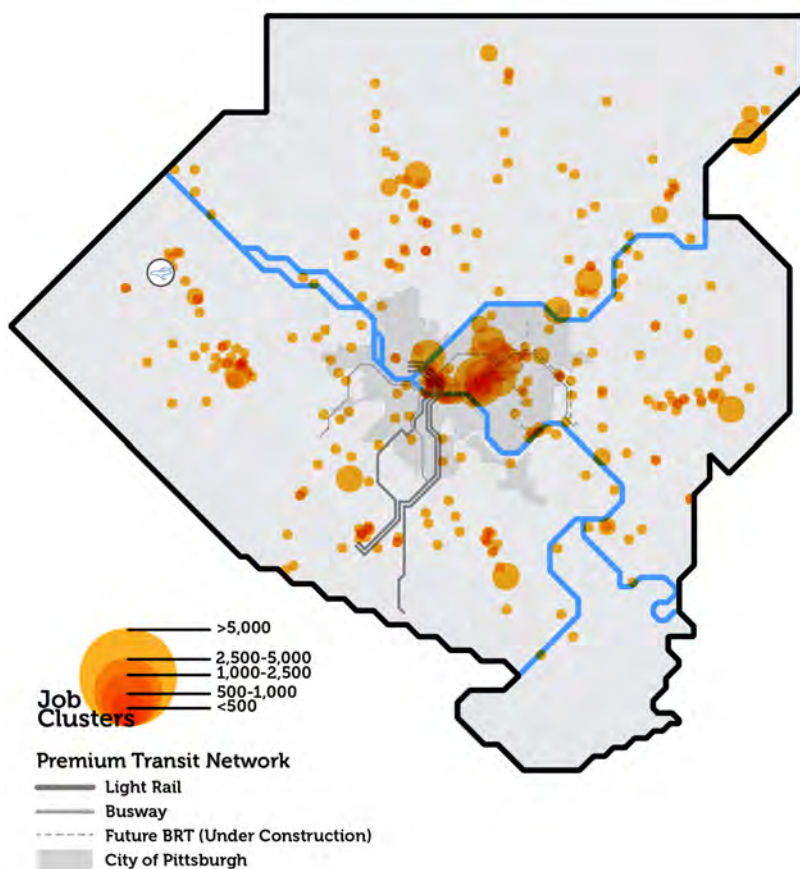 >5,000
2,500-5,000
1,000-2,500
500-1,000
<500
Job
Clusters
Premium Transit Network
Light Rail
Busway
Future BRT (Under Construction)
City of Pittsburgh